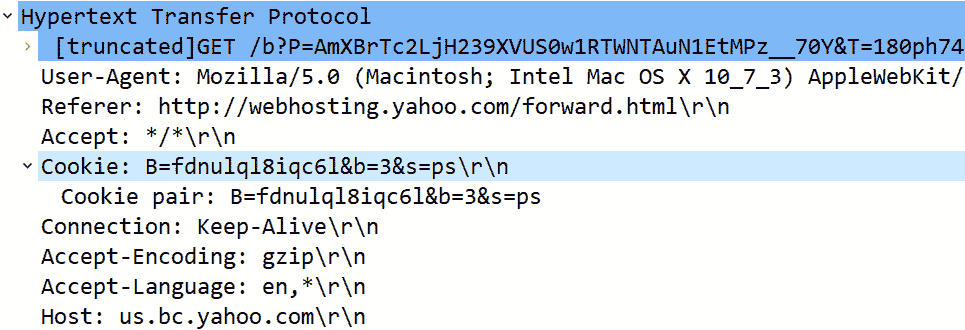 Hypertext Transfer Protocol
[truncated]GET /b?P=AmXBrTc2LjH239XVUS0w1RTWNTAuN1EtMPz__70Y&T=180ph74
User-Agent: Mozilla/5.0 (Macintosh; Intel Mac OS X 10_7_3) AppleWebKit/
Referer: http://webhosting.yahoo.com/forward.html\r\n
Accept: */*\r\n
Cookie: B=fdnulql8iqc6l&b=3&s=ps\r\n
Cookie pair: B=fdnulql8iqc6l&b=3&s=ps
Connection: Keep-Alive\r\n
Accept-Encoding: gzip\r\n
Accept-Language: en,*\r\n
Host: us.bc.yahoo.com\r\n